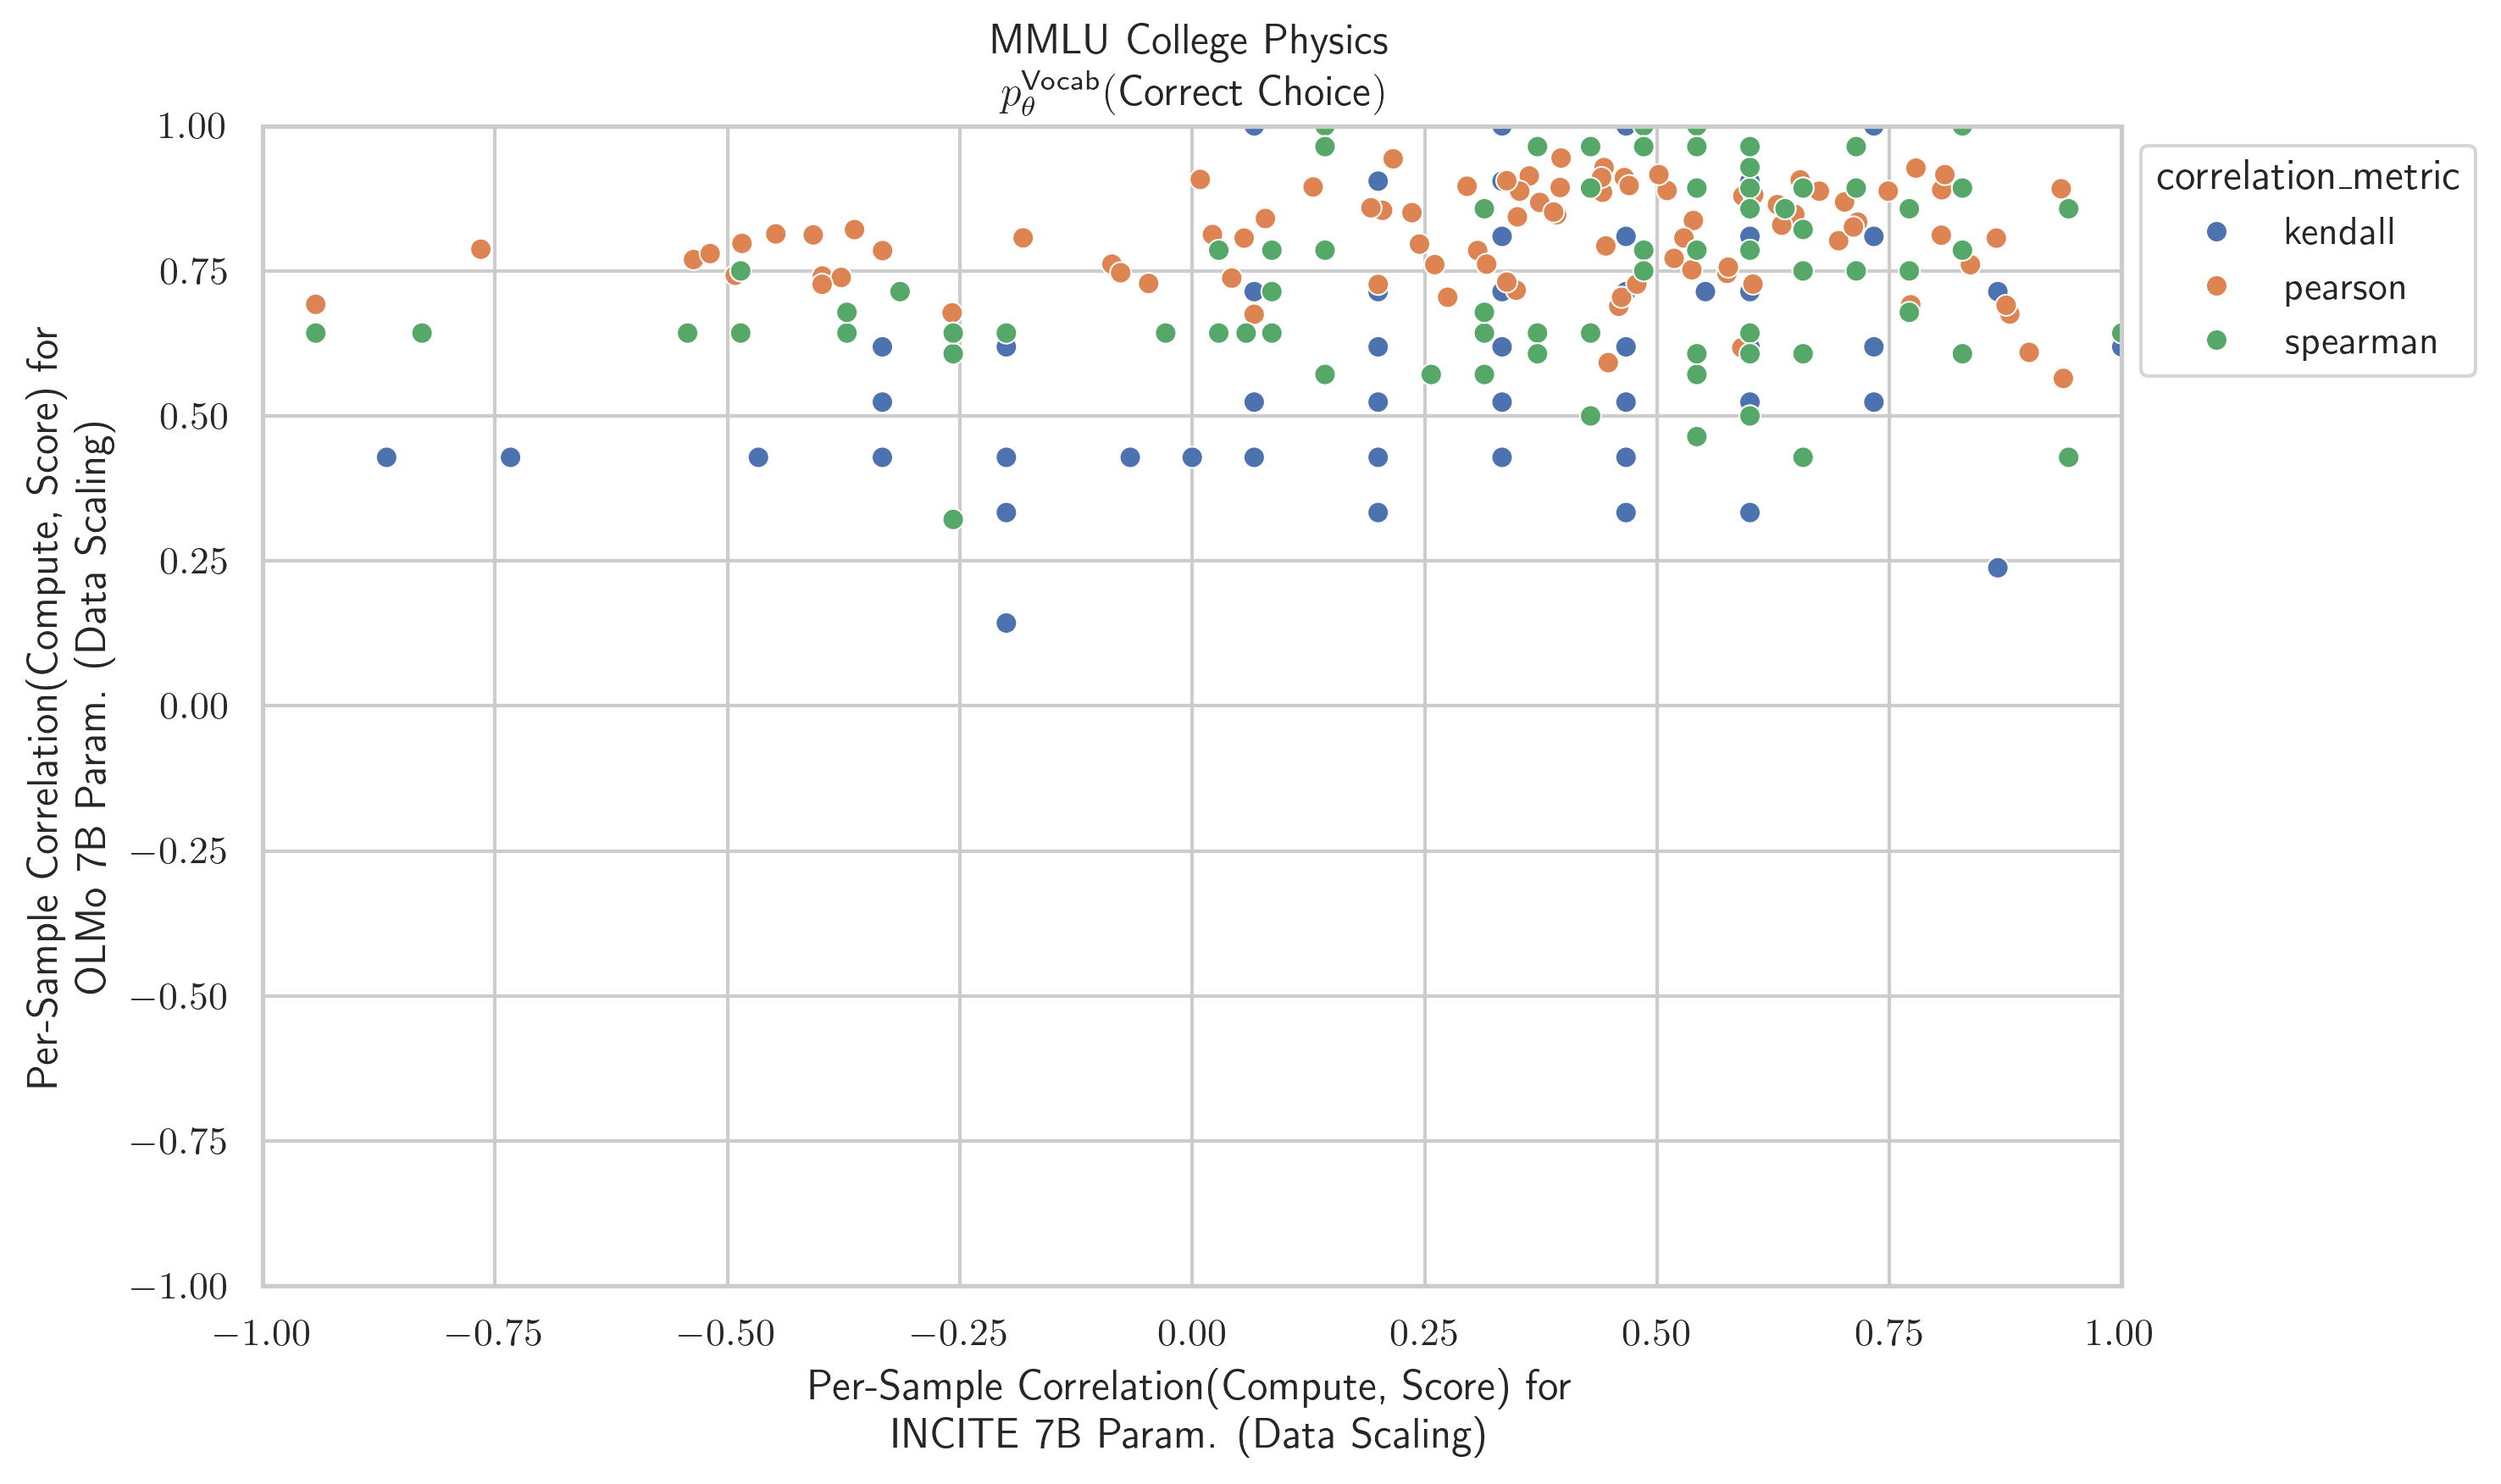 MMLU College Physics
p_θ^Vocab(Correct Choice)
1.00
0.75
0.50
0.25
0.00
−0.25
−0.50
−0.75
−1.00
Per-Sample Correlation(Compute, Score) for
OLMo 7B Param. (Data Scaling)
−1.00 −0.75 −0.50 −0.25 0.00 0.25 0.50 0.75 1.00
Per-Sample Correlation(Compute, Score) for
INCITE 7B Param. (Data Scaling)
correlation_metric
kendall
pearson
spearman